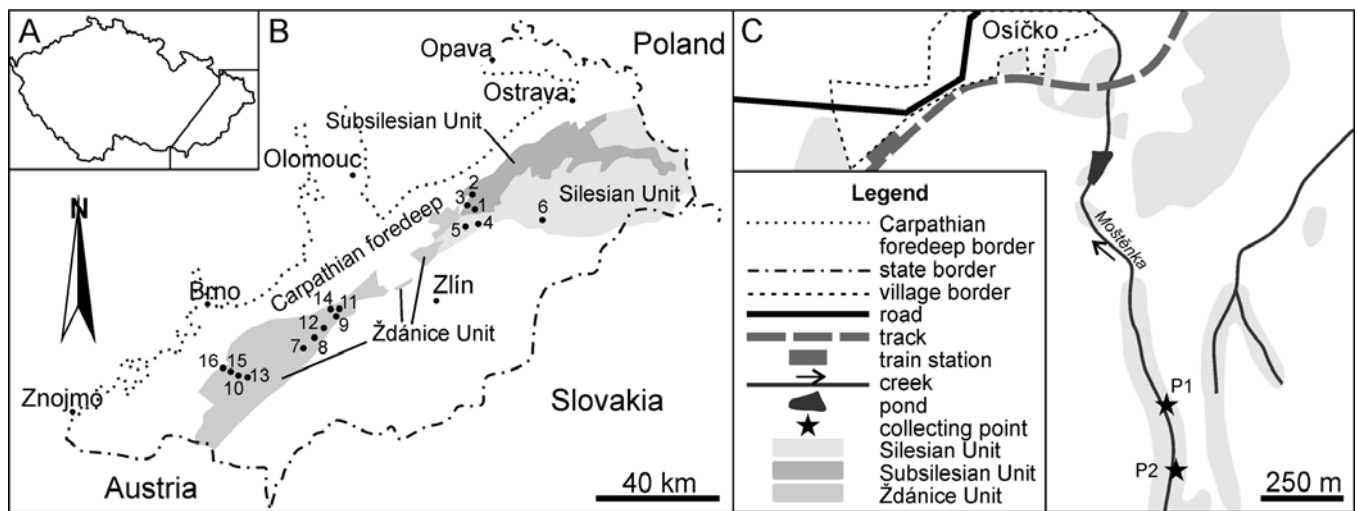 A
B
Opava
Poland
Ostrava
Subsilesian Unit
Olomouc
Silesian Unit
2
3
1
6
5
4
N
Carpathian foredeep
Brno
Zlín
14
11
9
12
Ždánice Unit
7
8
16
15
10
13
Znojmo
Slovakia
Austria
40 km
C
Osíčko
Legend
Carpathian
foredeep border
state border
village border
road
track
train station
creek
pond
collecting point
Silesian Unit
Subsilesian Unit
Ždánice Unit
Moštěnka
P1
P2
250 m